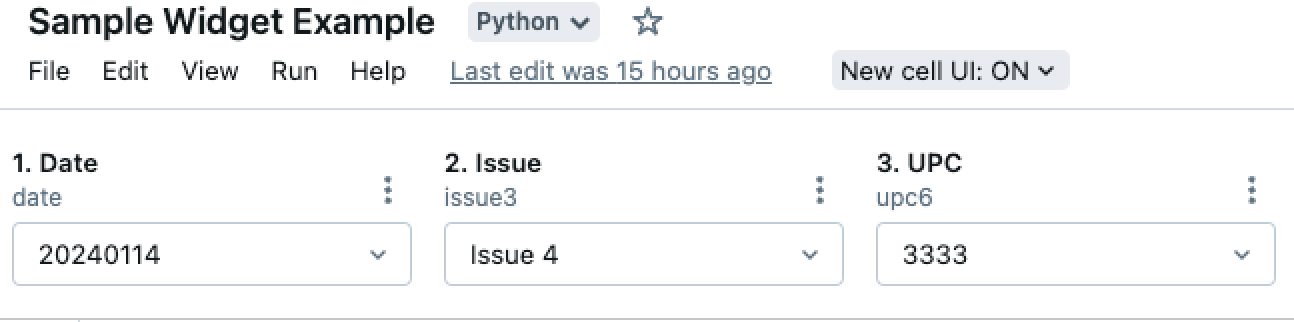 Sample Widget Example Python
File Edit View Run Help Last edit was 15 hours ago New cell UI: ON
1. Date 2. Issue 3. UPC
date issue3 upc6
20240114 Issue 4 3333